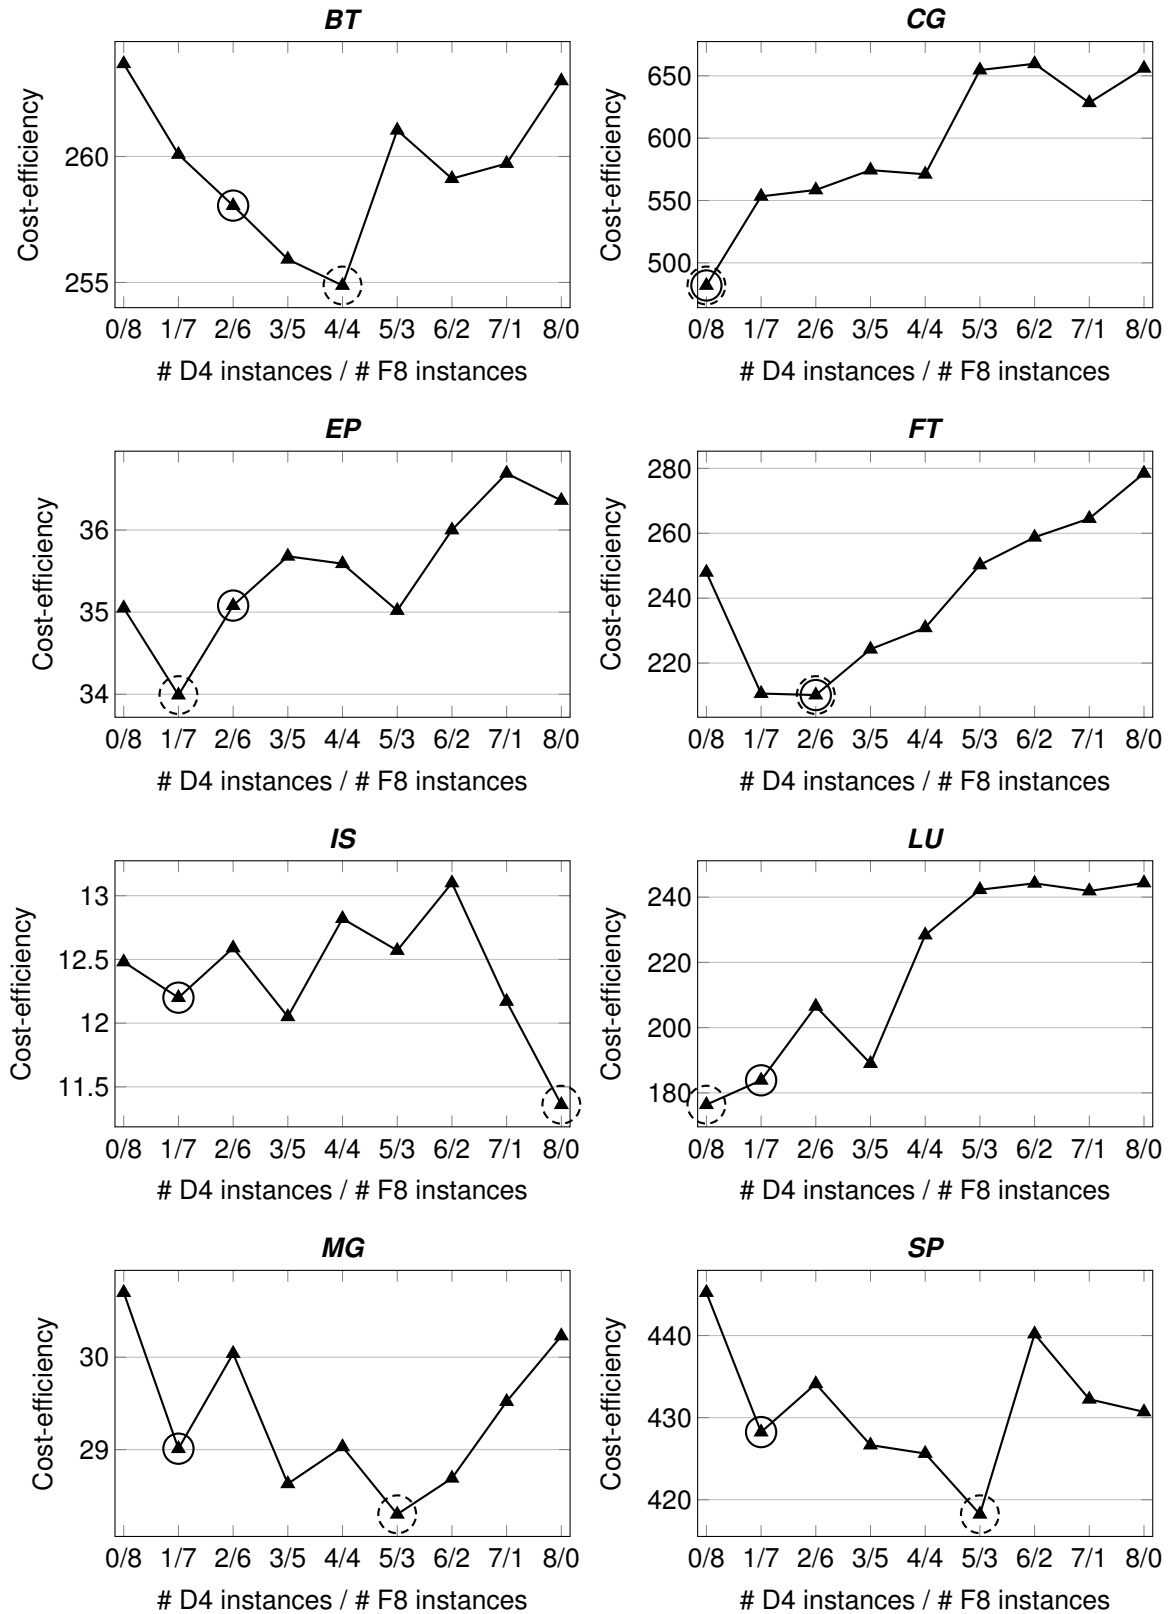 BT
Cost-efficiency
260
255
0/8 1/7 2/6 3/5 4/4 5/3 6/2 7/1 8/0
# D4 instances / # F8 instances
CG
Cost-efficiency
650
600
550
500
0/8 1/7 2/6 3/5 4/4 5/3 6/2 7/1 8/0
# D4 instances / # F8 instances
EP
Cost-efficiency
36
35
34
0/8 1/7 2/6 3/5 4/4 5/3 6/2 7/1 8/0
# D4 instances / # F8 instances
FT
Cost-efficiency
280
260
240
220
0/8 1/7 2/6 3/5 4/4 5/3 6/2 7/1 8/0
# D4 instances / # F8 instances
IS
Cost-efficiency
13
12.5
12
11.5
0/8 1/7 2/6 3/5 4/4 5/3 6/2 7/1 8/0
# D4 instances / # F8 instances
LU
Cost-efficiency
240
220
200
180
0/8 1/7 2/6 3/5 4/4 5/3 6/2 7/1 8/0
# D4 instances / # F8 instances
MG
Cost-efficiency
30
29
0/8 1/7 2/6 3/5 4/4 5/3 6/2 7/1 8/0
# D4 instances / # F8 instances
SP
Cost-efficiency
440
430
420
0/8 1/7 2/6 3/5 4/4 5/3 6/2 7/1 8/0
# D4 instances / # F8 instances